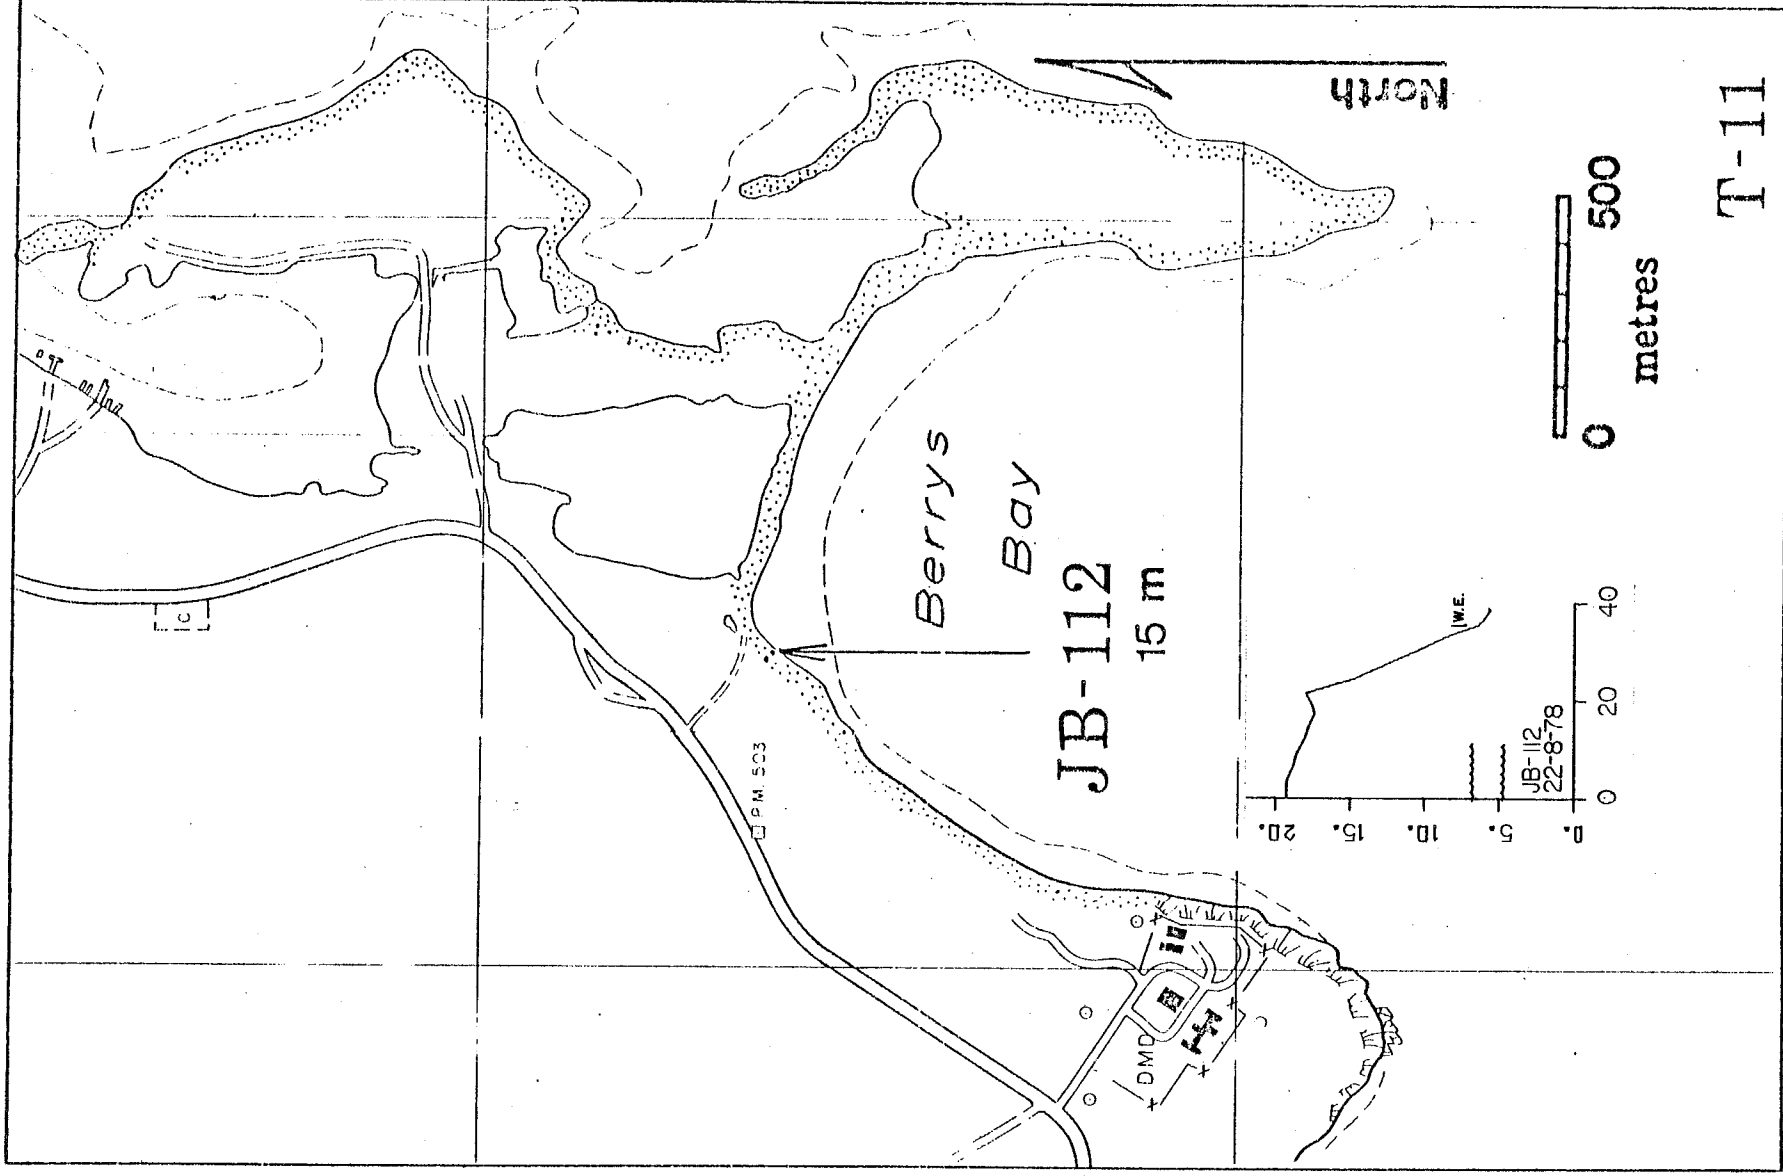 North
T-11
500
0
metres
Berrys
Bay
JB-112
15 m
P.M. 503
C
DMD
W.E.
JB-112
22-8-78
20.
15.
10.
5.
0.
0
20
40